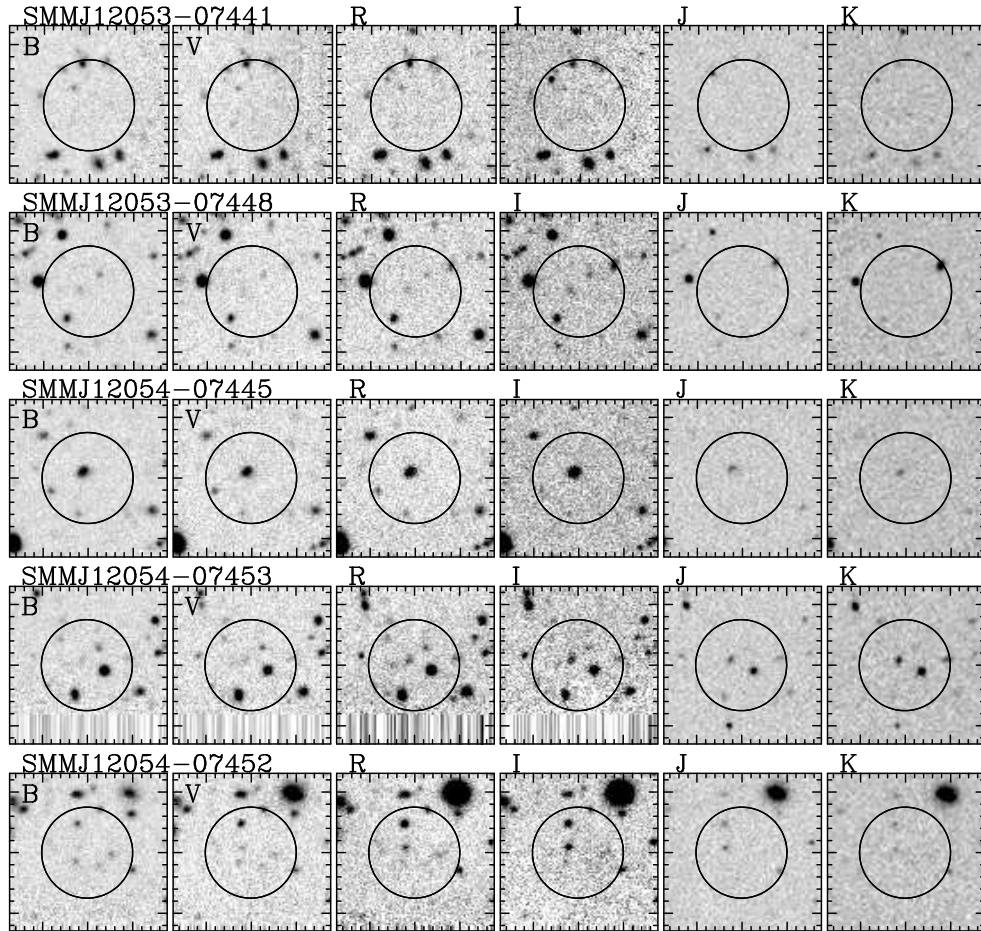 SMMJ12053-07441 R I J K
B V
SMMJ12053-07448 R I J K
B V
SMMJ12054-07445 R I J K
B V
SMMJ12054-07453 R I J K
B V
SMMJ12054-07452 R I J K
B V